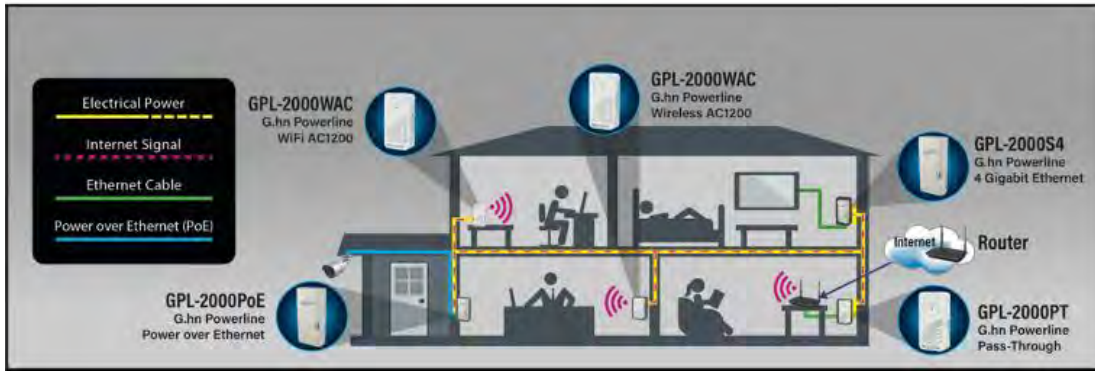 Electrical Power
Internet Signal
Ethernet Cable
Power over Ethernet (PoE)
GPL-2000WAC
G.hn Powerline
WiFi AC1200
GPL-2000WAC
G.hn Powerline
Wireless AC1200
GPL-2000S4
G.hn Powerline
4 Gigabit Ethernet
Internet
Router
GPL-2000PoE
G.hn Powerline
Power over Ethernet
GPL-2000PT
G.hn Powerline
Pass-Through